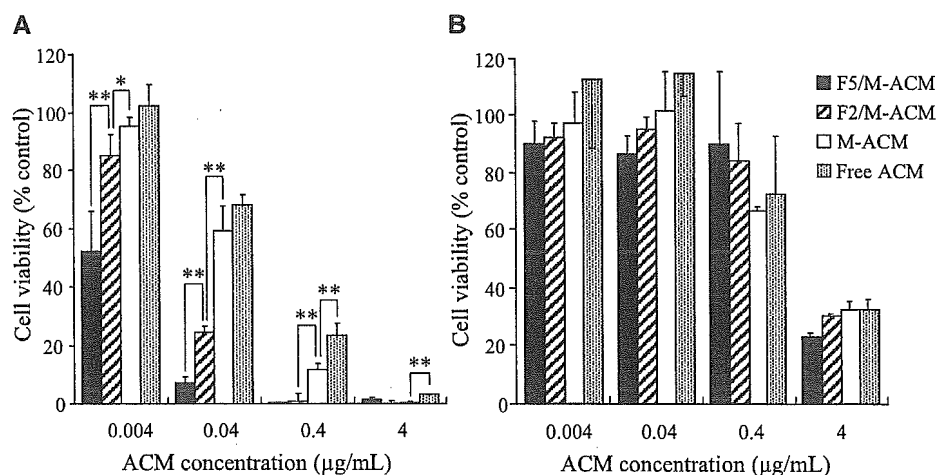 A
Cell viability (% control)
120
100
80
60
40
20
0
**
*
**
**
**
**
**
0.004
0.04
0.4
4
ACM concentration (µg/mL)
B
Cell viability (% control)
120
100
80
60
40
20
0
0.004
0.04
0.4
4
ACM concentration (µg/mL)
F5/M-ACM
F2/M-ACM
M-ACM
Free ACM